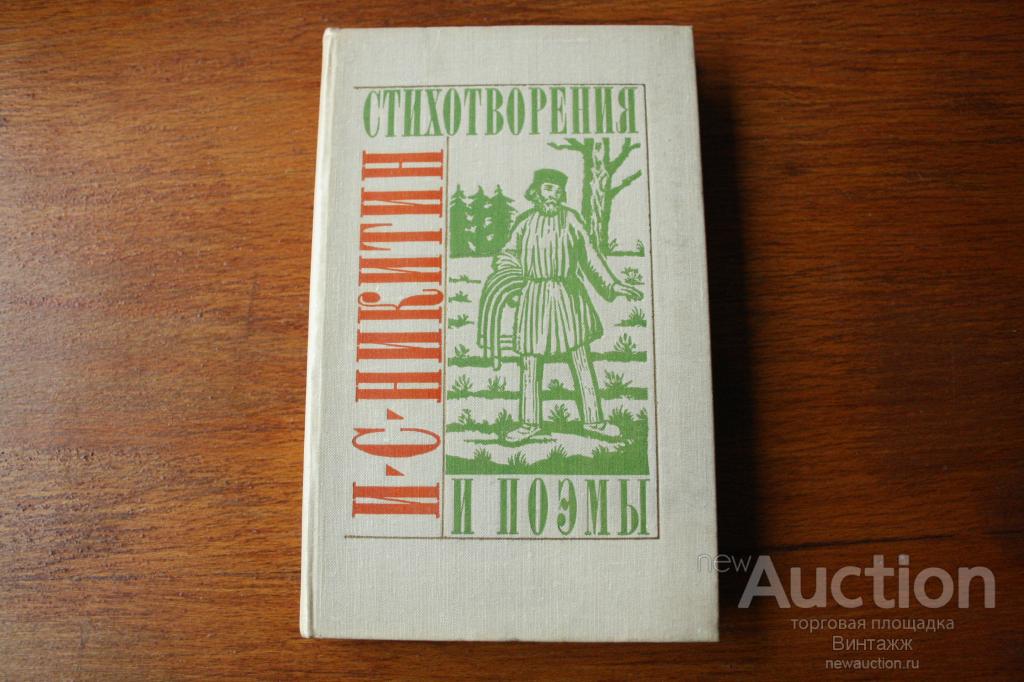 СТИХОТВОРЕНИЯ
И-С-НИКИТИН
И ПОЭМЫ
newAuction
торговая площадка
Винтажж
newauction.ru